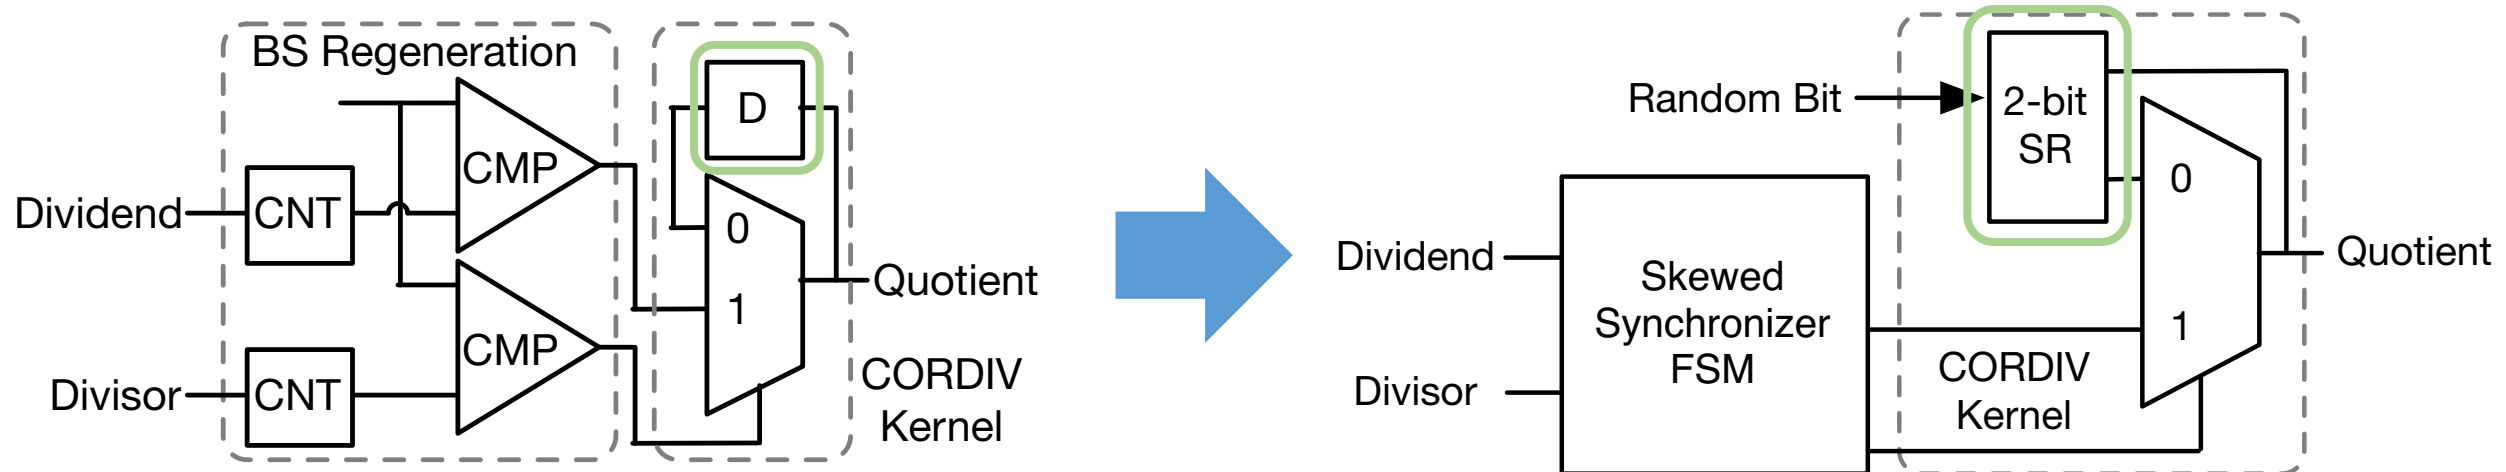 BS Regeneration
D
CMP
Dividend
CNT
0
1
Quotient
CMP
Divisor
CNT
CORDIV
Kernel
Random Bit
2-bit
SR
0
Dividend
Skewed
Synchronizer
FSM
Quotient
1
Divisor
CORDIV
Kernel